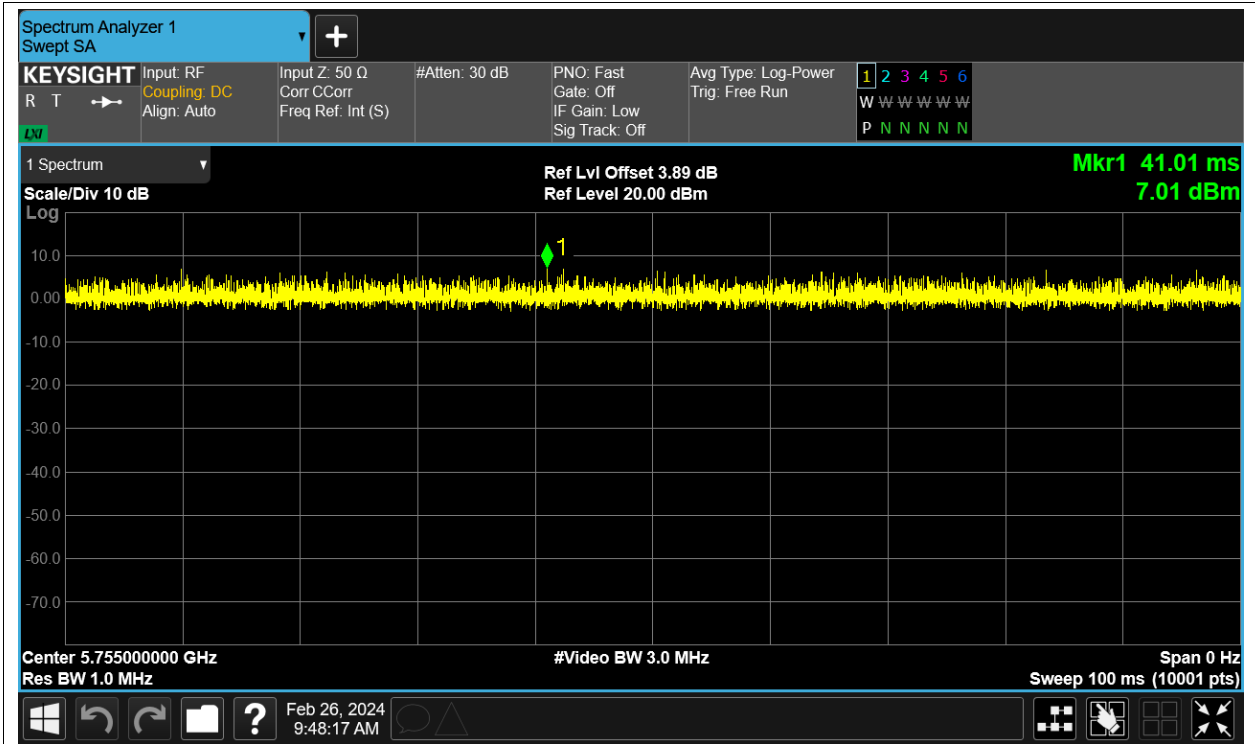 Spectrum Analyzer 1
Swept SA
KEYSIGHT
R T
LXI
Input: RF
Coupling: DC
Align: Auto
Input Z: 50 Ω
Corr CCorr
Freq Ref: Int (S)
#Atten: 30 dB
PNO: Fast
Gate: Off
IF Gain: Low
Sig Track: Off
Avg Type: Log-Power
Trig: Free Run
1 2 3 4 5 6
W W W W W W
P N N N N N
1 Spectrum
Scale/Div 10 dB
Log
Ref Lvl Offset 3.89 dB
Ref Level 20.00 dBm
Mkr1 41.01 ms
7.01 dBm
1
10.0
0.00
-10.0
-20.0
-30.0
-40.0
-50.0
-60.0
-70.0
Center 5.755000000 GHz
Res BW 1.0 MHz
#Video BW 3.0 MHz
Span 0 Hz
Sweep 100 ms (10001 pts)
?
Feb 26, 2024
9:48:17 AM